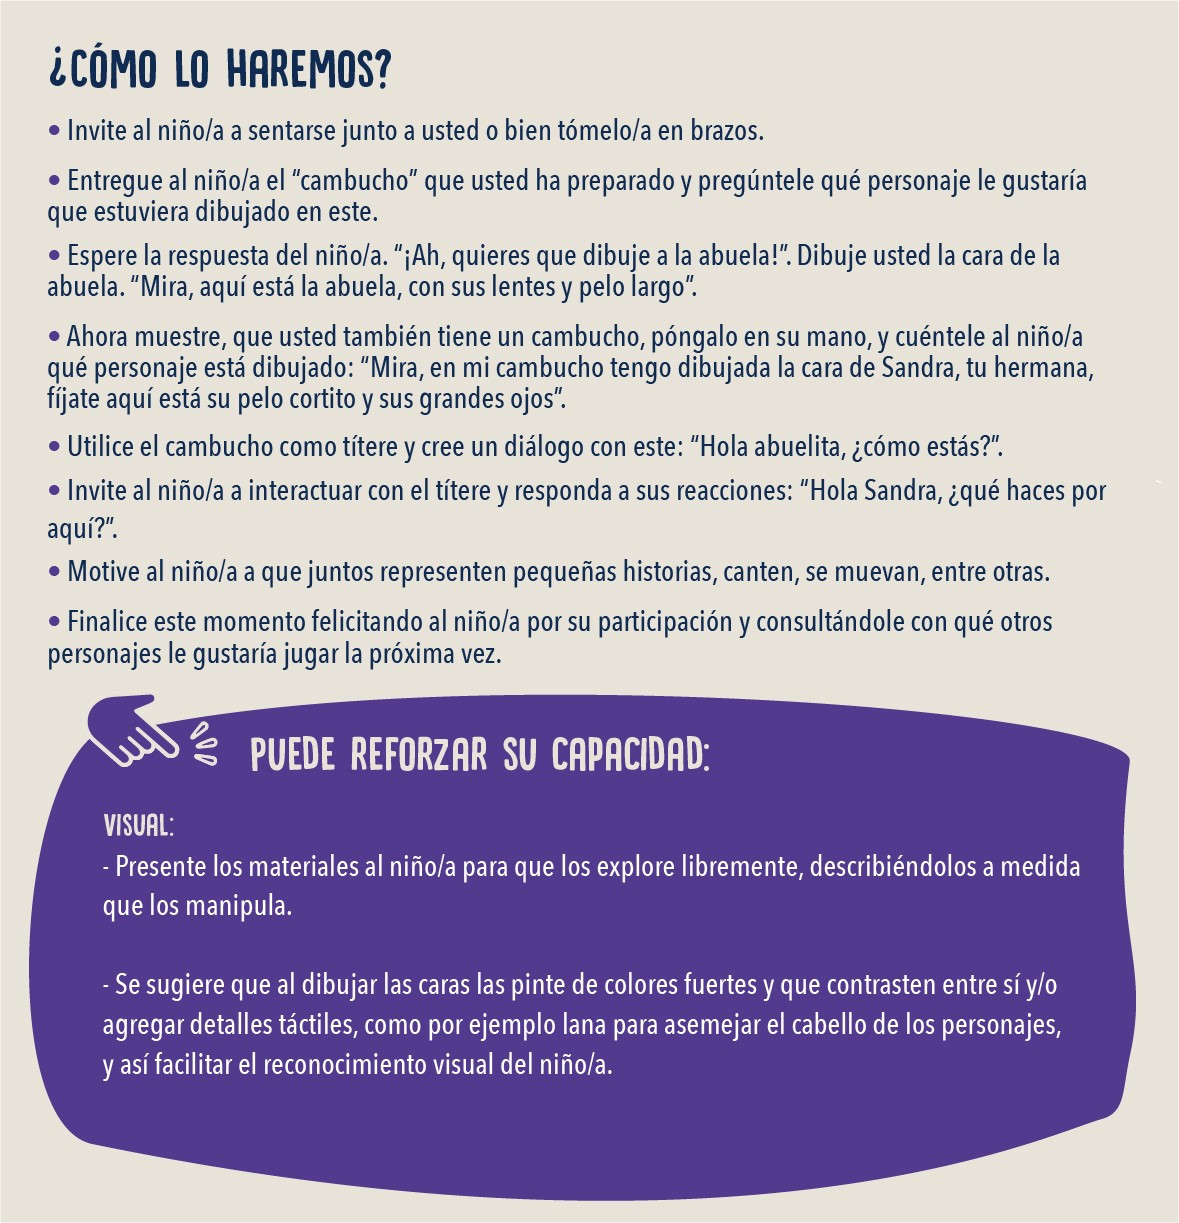 ¿CÓMO LO HAREMOS?
• Invite al niño/a a sentarse junto a usted o bien tómelo/a en brazos.
• Entregue al niño/a el “cambucho” que usted ha preparado y pregúntele qué personaje le gustaría
que estuviera dibujado en este.
• Espere la respuesta del niño/a. “¡Ah, quieres que dibuje a la abuela!”. Dibuje usted la cara de la
abuela. “Mira, aquí está la abuela, con sus lentes y pelo largo”.
• Ahora muestre, que usted también tiene un cambucho, póngalo en su mano, y cuéntele al niño/a
qué personaje está dibujado: “Mira, en mi cambucho tengo dibujada la cara de Sandra, tu hermana,
fíjate aquí está su pelo cortito y sus grandes ojos”.
• Utilice el cambucho como títere y cree un diálogo con este: “Hola abuelita, ¿cómo estás?”.
• Invite al niño/a a interactuar con el títere y responda a sus reacciones: “Hola Sandra, ¿qué haces por
aquí?”.
• Motive al niño/a a que juntos representen pequeñas historias, canten, se muevan, entre otras.
• Finalice este momento felicitando al niño/a por su participación y consultándole con qué otros
personajes le gustaría jugar la próxima vez.
PUEDE REFORZAR SU CAPACIDAD:
VISUAL:
- Presente los materiales al niño/a para que los explore libremente, describiéndolos a medida
que los manipula.
- Se sugiere que al dibujar las caras las pinte de colores fuertes y que contrasten entre sí y/o
agregar detalles táctiles, como por ejemplo lana para asemejar el cabello de los personajes,
y así facilitar el reconocimiento visual del niño/a.